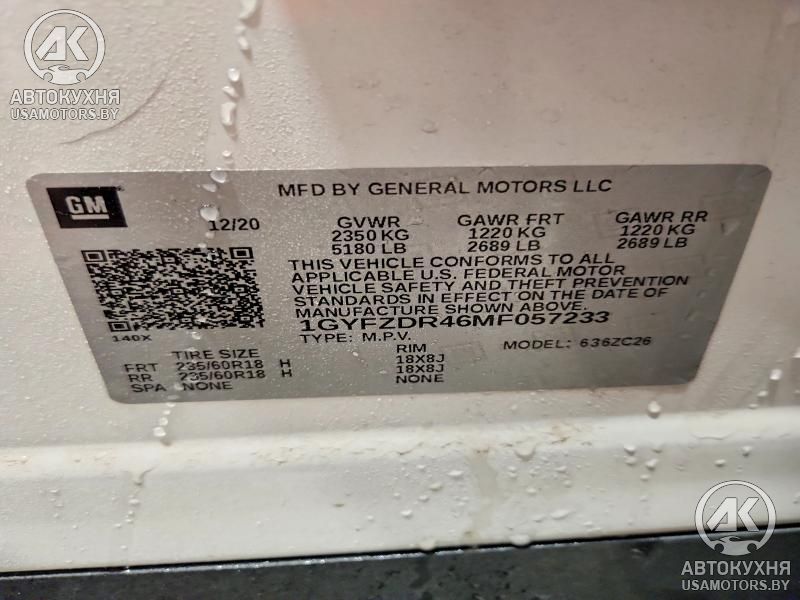 АК
АВТОКУХНЯ
USAMOTORS.BY
GM
MFD BY GENERAL MOTORS LLC
12/20 GVWR GAWR FRT GAWR RR
2350 KG 1220 KG 1220 KG
5180 LB 2689 LB 2689 LB
THIS VEHICLE CONFORMS TO ALL
APPLICABLE U.S. FEDERAL MOTOR
VEHICLE SAFETY AND THEFT PREVENTION
STANDARDS IN EFFECT ON THE DATE OF
MANUFACTURE SHOWN ABOVE.
140X 1GYFZDR46MF057233
TYPE: M.P.V. MODEL: 636ZC26
TIRE SIZE RIM
FRT 235/60R18 H 18X8J
RR 235/60R18 H 18X8J
SPA NONE NONE
АК
АВТОКУХНЯ
USAMOTORS.BY